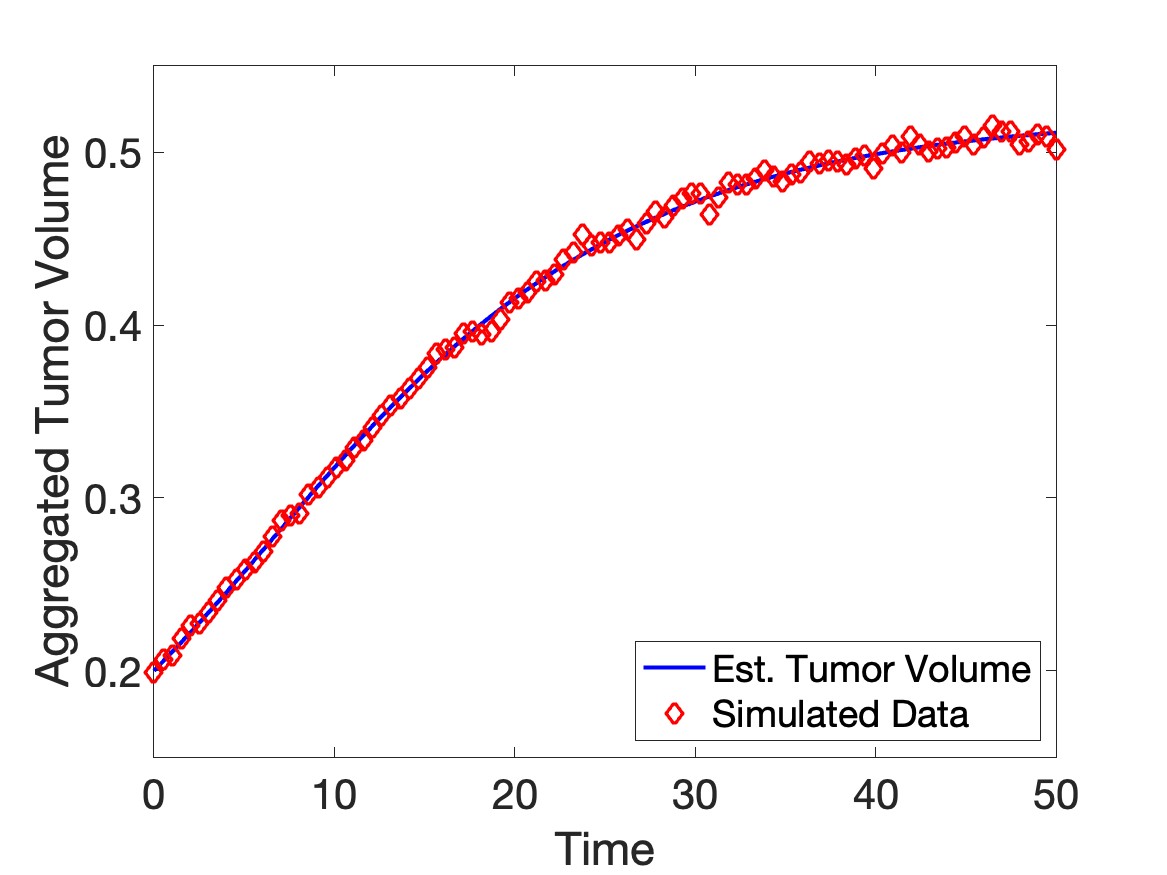 Aggregated Tumor Volume
0.5
0.4
0.3
0.2
0 10 20 30 40 50
Time
Est. Tumor Volume
Simulated Data